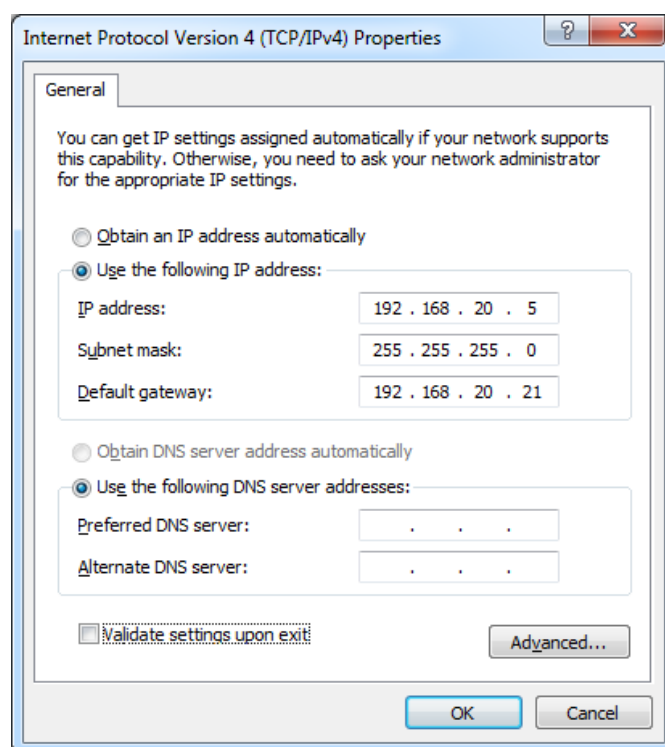 Internet Protocol Version 4 (TCP/IPv4) Properties
?
X
General
You can get IP settings assigned automatically if your network supports
this capability. Otherwise, you need to ask your network administrator
for the appropriate IP settings.
Obtain an IP address automatically
Use the following IP address:
IP address: 192 . 168 . 20 . 5
Subnet mask: 255 . 255 . 255 . 0
Default gateway: 192 . 168 . 20 . 21
Obtain DNS server address automatically
Use the following DNS server addresses:
Preferred DNS server: . . .
Alternate DNS server: . . .
Validate settings upon exit
Advanced...
OK
Cancel